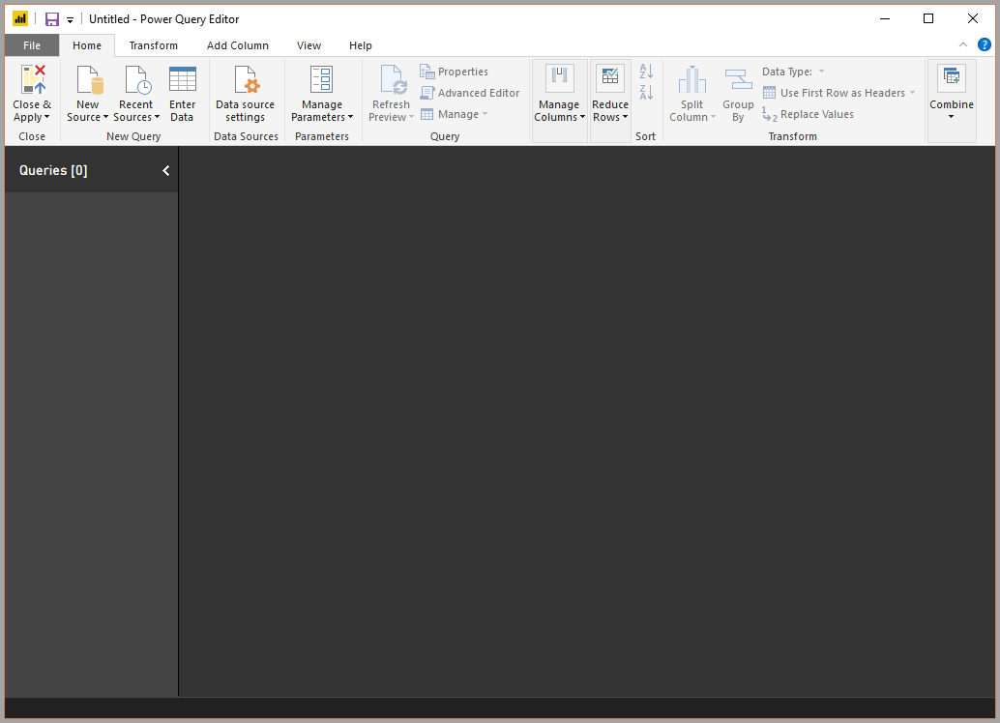 Untitled - Power Query Editor
File Home Transform Add Column View Help
?
Close & Apply
New Source
Recent Sources
Enter Data
Data source settings
Manage Parameters
Refresh Preview
Properties
Advanced Editor
Manage
Manage Columns
Reduce Rows
A Z
Z A
Split Column
Group By
Data Type:
Use First Row as Headers
1 2 Replace Values
Combine
Close
New Query
Data Sources
Parameters
Query
Sort
Transform
Queries [0]